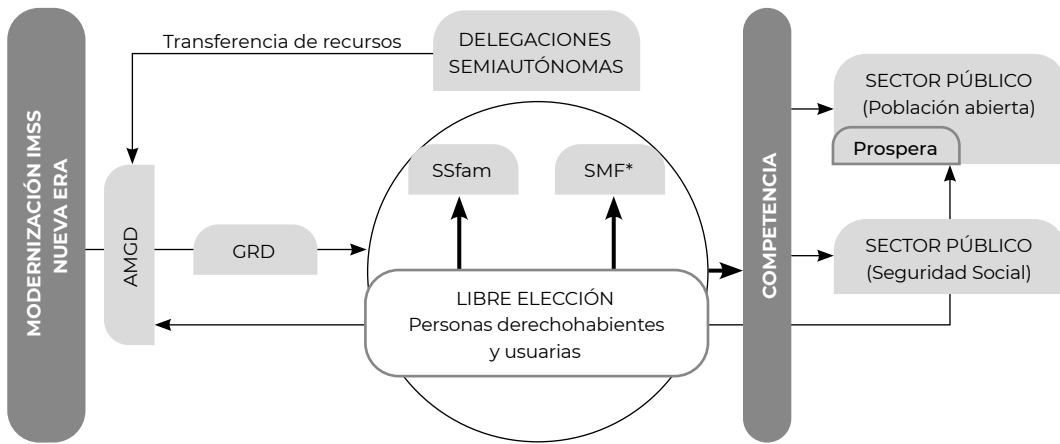 MODERNIZACIÓN IMSS
NUEVA ERA
Transferencia de recursos
DELEGACIONES
SEMIAUTÓNOMAS
AMGD
GRD
SSfam
SMF*
LIBRE ELECCIÓN
Personas derechohabientes
y usuarias
COMPETENCIA
SECTOR PÚBLICO
(Población abierta)
Prospera
SECTOR PÚBLICO
(Seguridad Social)